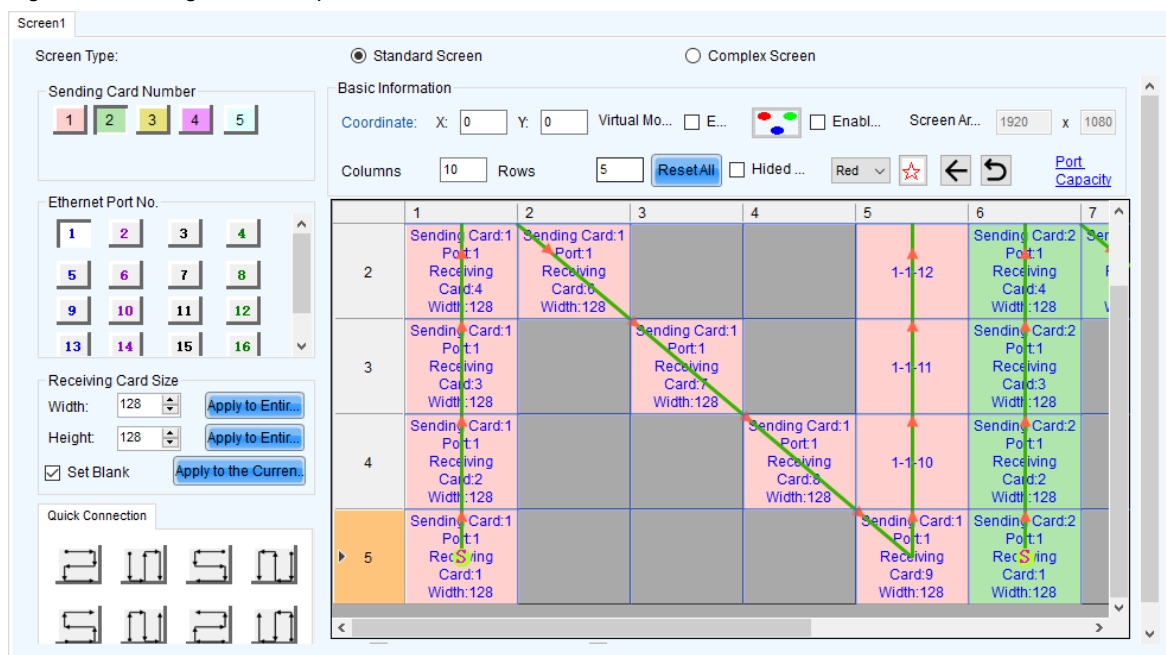 Screen1
Screen Type:
Standard Screen
Complex Screen
Sending Card Number
1 2 3 4 5
Basic Information
Coordinate: X: 0 Y: 0 Virtual Mo... E... Enabl... Screen Ar... 1920 x 1080
Columns 10 Rows 5 Reset All Hided ... Red Port
Capacity
Ethernet Port No.
1 2 3 4
5 6 7 8
9 10 11 12
13 14 15 16
Receiving Card Size
Width: 128 Apply to Entir...
Height: 128 Apply to Entir...
Set Blank Apply to the Curren..
Quick Connection
1 2 3 4 5 6 7
2
Sending Card:1
Port:1
Receiving
Card:4
Width:128
Sending Card:1
Port:1
Receiving
Card:6
Width:128
1-1-12
Sending Card:2
Port:1
Receiving
Card:4
Width:128
Ser
3
Sending Card:1
Port:1
Receiving
Card:3
Width:128
Sending Card:1
Port:1
Receiving
Card:7
Width:128
1-1-11
Sending Card:2
Port:1
Receiving
Card:3
Width:128
4
Sending Card:1
Port:1
Receiving
Card:2
Width:128
Sending Card:1
Port:1
Receiving
Card:8
Width:128
1-1-10
Sending Card:2
Port:1
Receiving
Card:2
Width:128
5
Sending Card:1
Port:1
Receiving
Card:1
Width:128
S
Sending Card:1
Port:1
Receiving
Card:9
Width:128
Sending Card:2
Port:1
Receiving
Card:1
Width:128
S